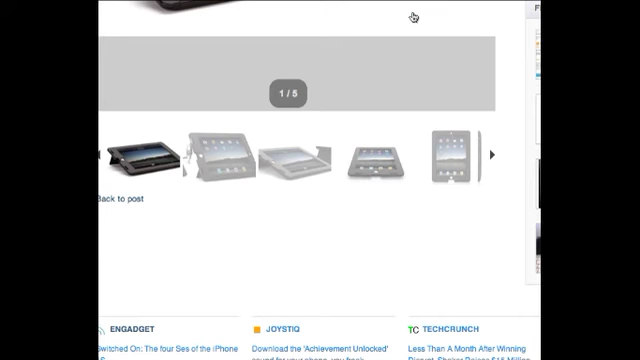 1 / 5
Back to post
ENGADGET
Switched On: The four Ses of the iPhone
JOYSTIQ
Download the 'Achievement Unlocked'
TC TECHCRUNCH
Less Than A Month After Winning